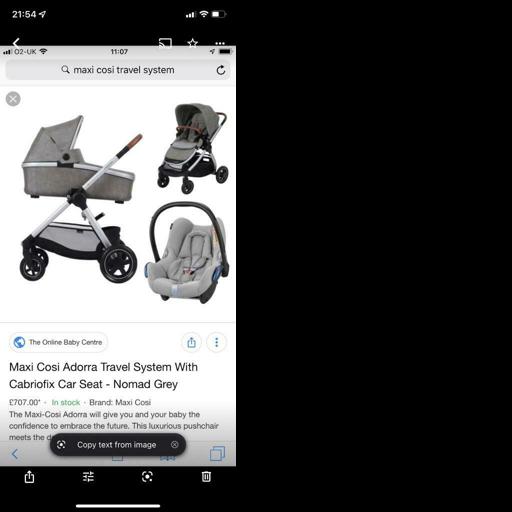 21:54
O2-UK
11:07
maxi cosi travel system
The Online Baby Centre
Maxi Cosi Adorra Travel System With
Cabriofix Car Seat - Nomad Grey
£707.00* · In stock · Brand: Maxi Cosi
The Maxi-Cosi Adorra will give you and your baby the
confidence to embrace the future. This luxurious pushchair
meets the
Copy text from image